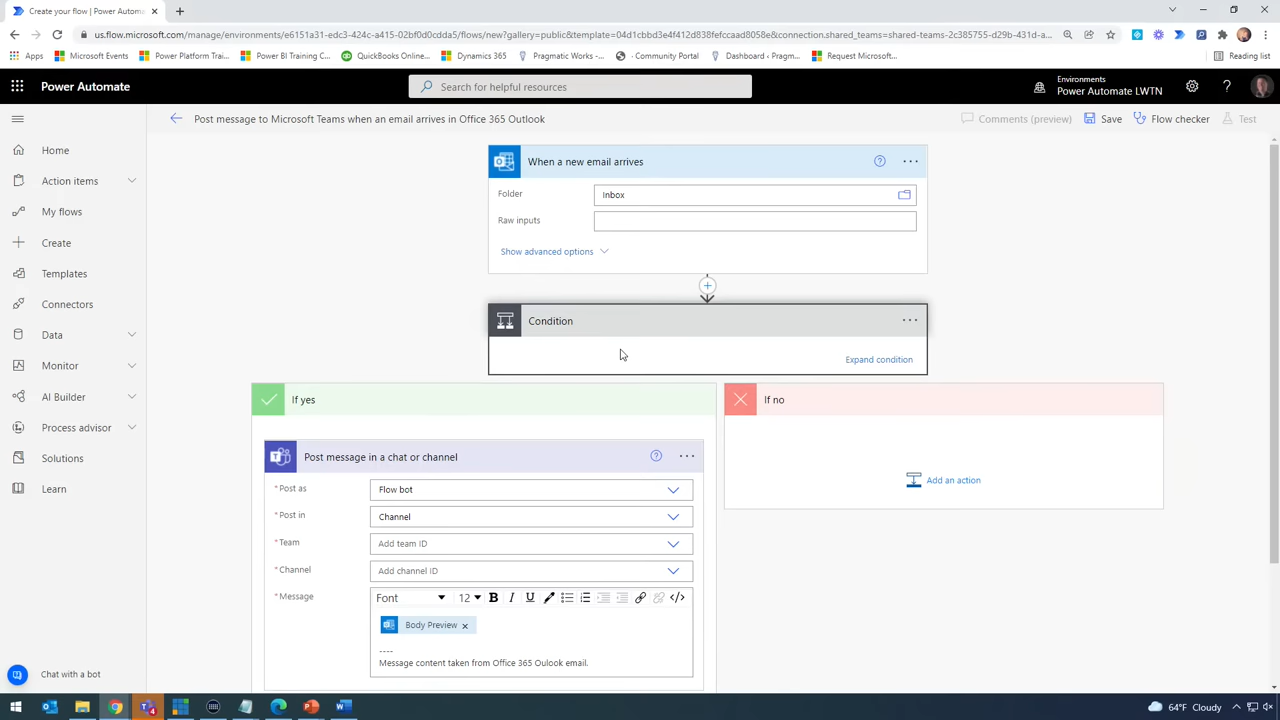 Create your flow | Power Automate
us.flow.microsoft.com/manage/environments/e6151a31-edc3-424c-a415-02bf0d0cdda5/flows/new?gallery=public&template=04d1cbbd3e4f412d838fefccaad8058e&connection.shared_teams=shared-teams-2c385755-d29b-431d-a...
Apps Microsoft Events Power Platform Trai... Power BI Training C... QuickBooks Online... Dynamics 365 Pragmatic Works -... · Community Portal Dashboard ‹ Pragm... Request Microsoft... Reading list
Power Automate
Search for helpful resources
Environments
Power Automate LWTN
Post message to Microsoft Teams when an email arrives in Office 365 Outlook
Comments (preview) Save Flow checker Test
Home
Action items
My flows
Create
Templates
Connectors
Data
Monitor
AI Builder
Process advisor
Solutions
Learn
Chat with a bot
When a new email arrives
Folder Inbox
Raw inputs
Show advanced options
Condition
Expand condition
If yes
Post message in a chat or channel
* Post as Flow bot
* Post in Channel
* Team Add team ID
* Channel Add channel ID
* Message Font 12 B I U </>
Body Preview ×
----
Message content taken from Office 365 Oulook email.
If no
Add an action
64°F Cloudy